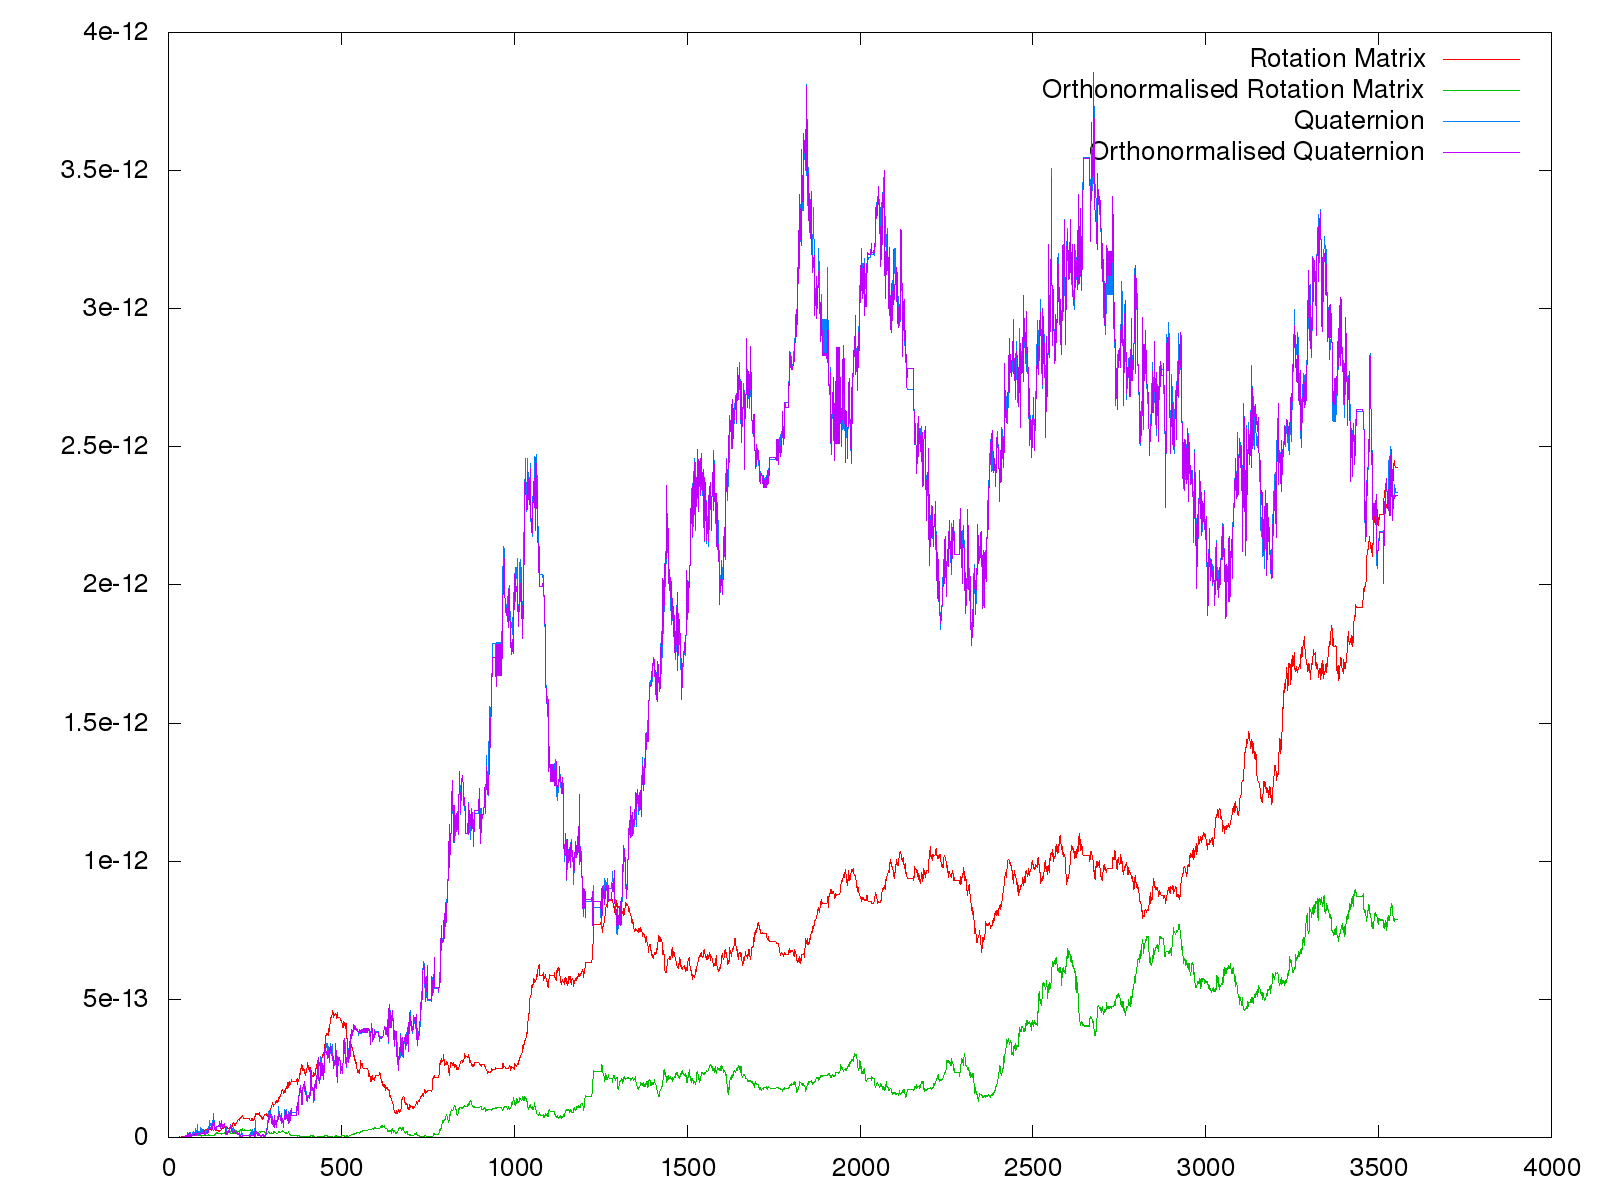 4e-12
3.5e-12
3e-12
2.5e-12
2e-12
1.5e-12
1e-12
5e-13
0
Rotation Matrix
Orthonormalised Rotation Matrix
Quaternion
Orthonormalised Quaternion
0 500 1000 1500 2000 2500 3000 3500 4000